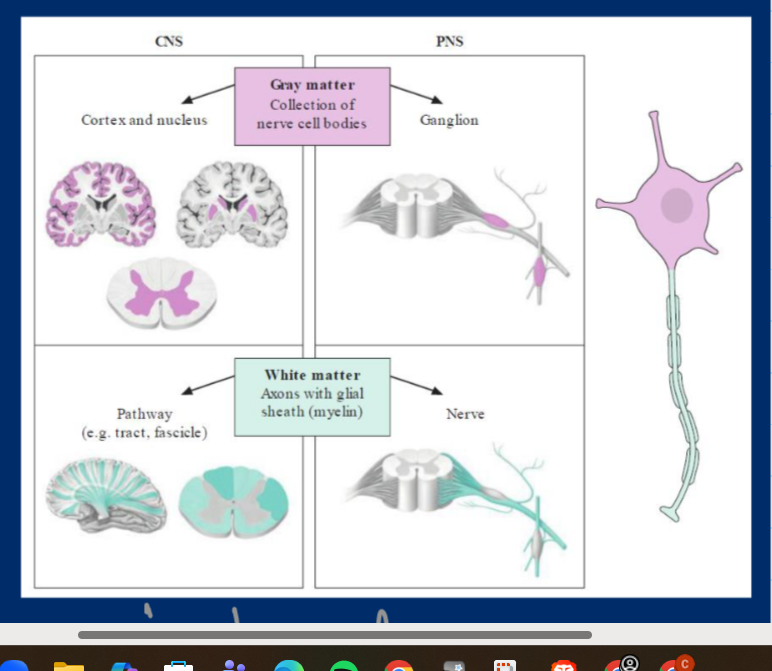 CNS
PNS
Gray matter
Collection of
nerve cell bodies
Cortex and nucleus
Ganglion
White matter
Axons with glial
sheath (myelin)
Pathway
(e.g. tract, fascicle)
Nerve
C